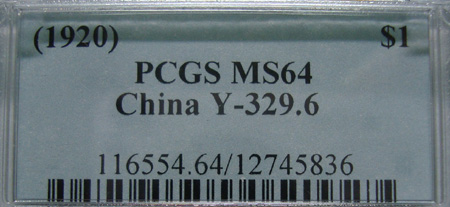 (1920) $1
PCGS MS64
China Y-329.6
116554.64/12745836